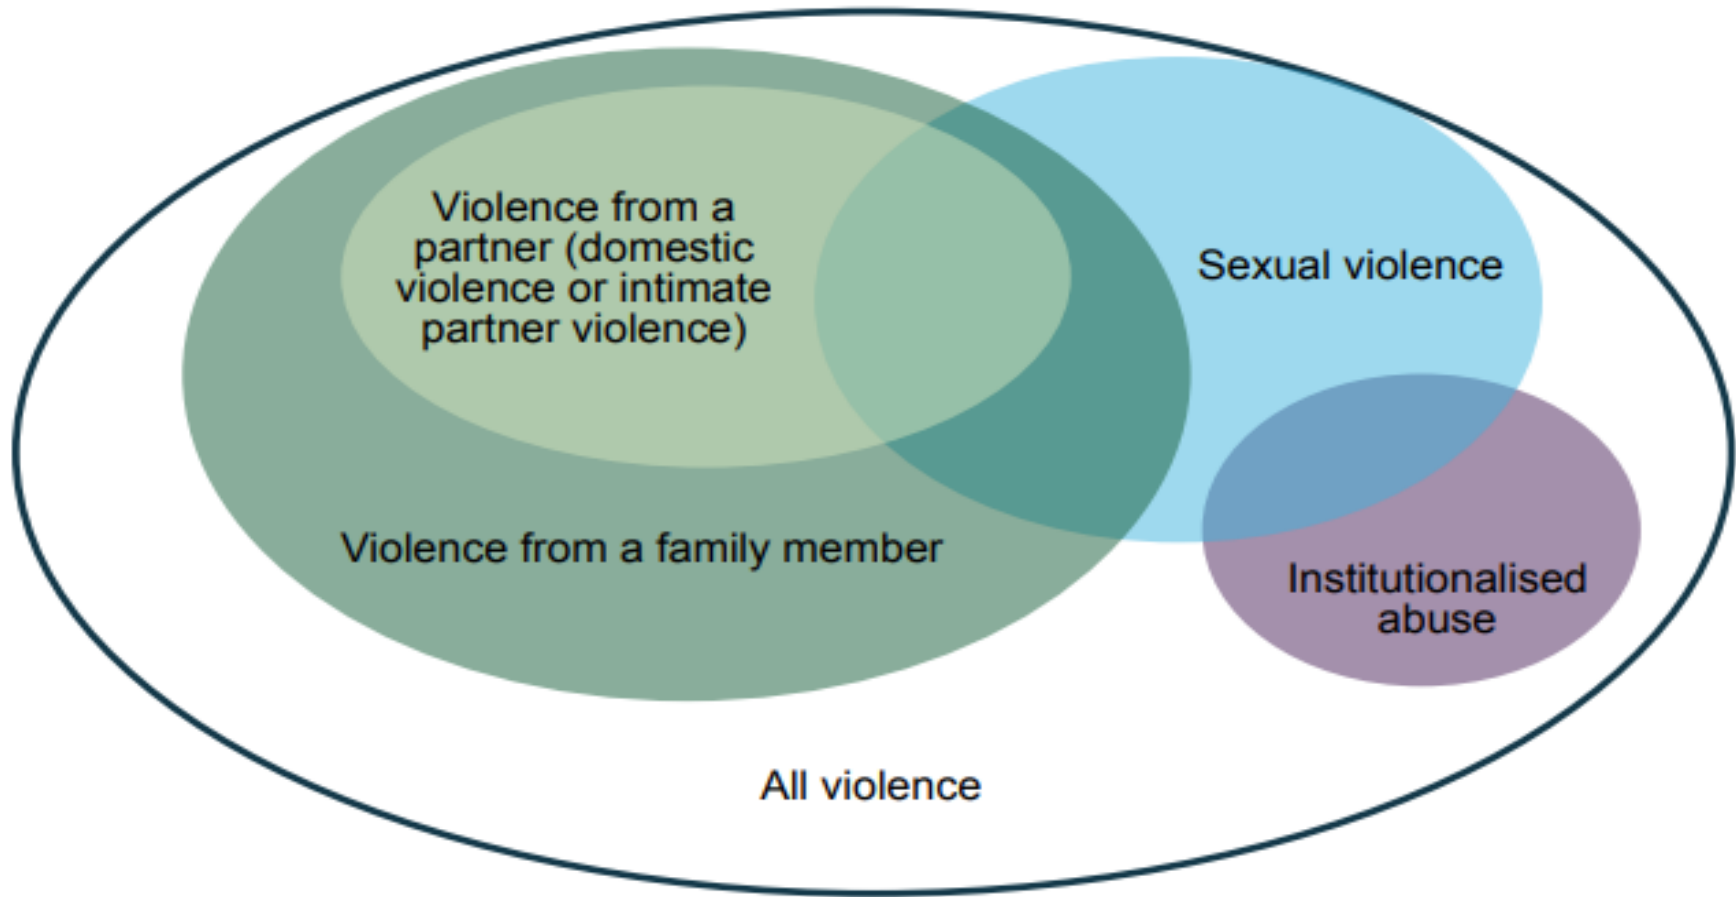 Violence from a
partner (domestic
violence or intimate
partner violence)
Sexual violence
Violence from a family member
Institutionalised
abuse
All violence